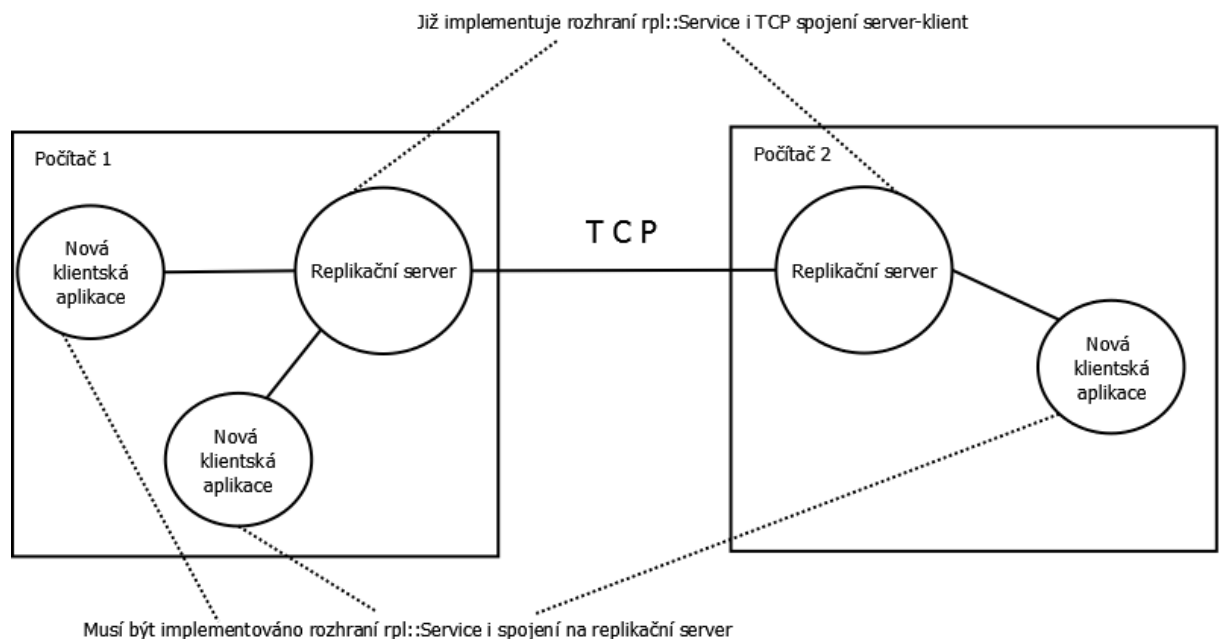 Již implementuje rozhraní rpl::Service i TCP spojení server-klient
Počítač 1
Nová
klientská
aplikace
Replikační server
Nová
klientská
aplikace
T C P
Počítač 2
Replikační server
Nová
klientská
aplikace
Musí být implementováno rozhraní rpl::Service i spojení na replikační server